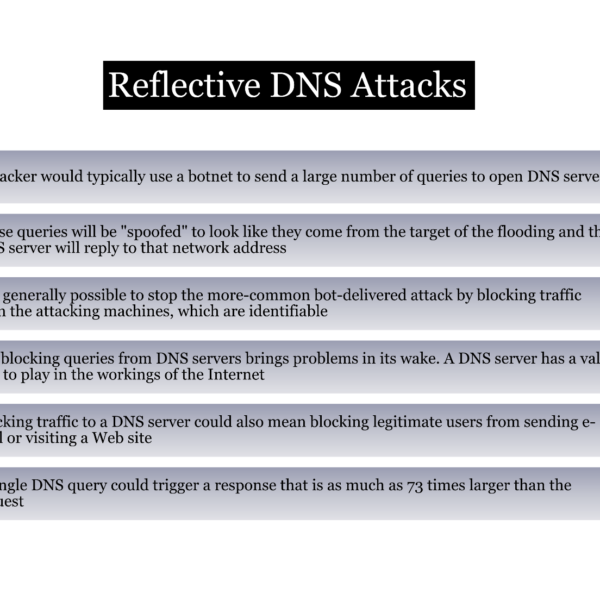 Reflective DNS Attacks
acker would typically use a botnet to send a large number of queries to open DNS serve
se queries will be "spoofed" to look like they come from the target of the flooding and th
S server will reply to that network address
generally possible to stop the more-common bot-delivered attack by blocking traffic
n the attacking machines, which are identifiable
blocking queries from DNS servers brings problems in its wake. A DNS server has a val
to play in the workings of the Internet
cking traffic to a DNS server could also mean blocking legitimate users from sending e-
l or visiting a Web site
ngle DNS query could trigger a response that is as much as 73 times larger than the
uest